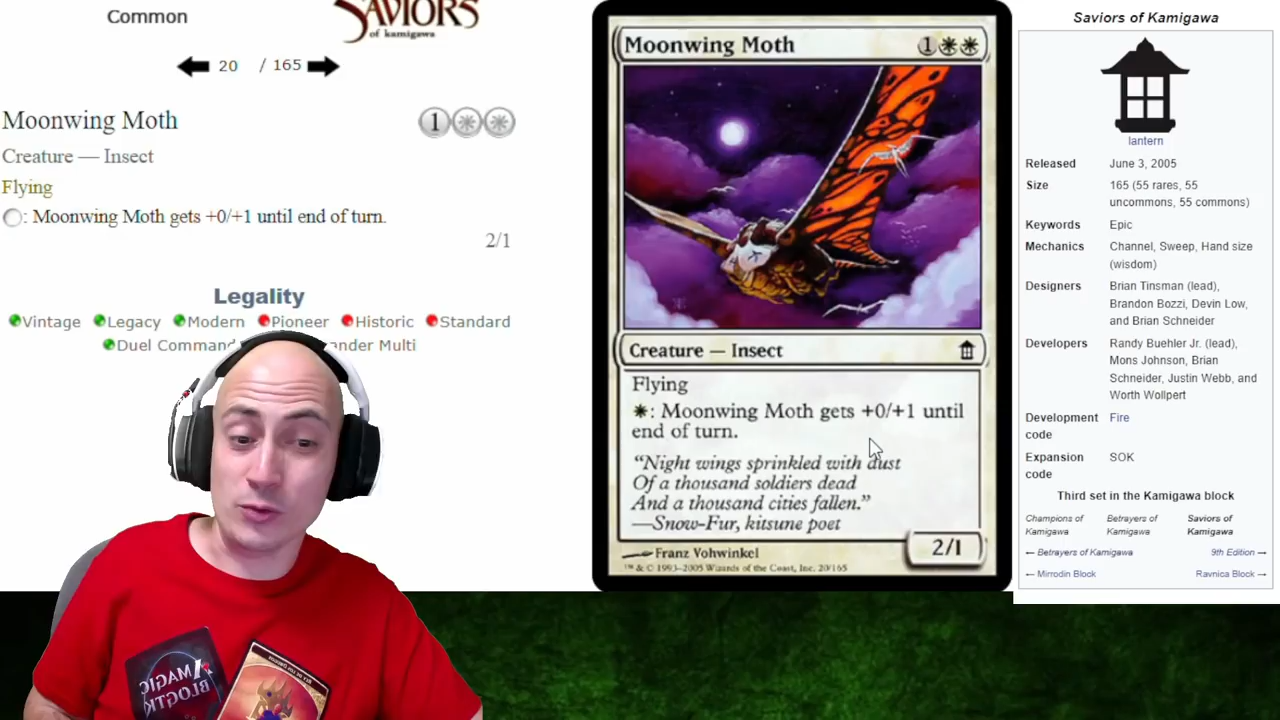 Common
SAVIORS
of kamigawa
20 / 165
Moonwing Moth
1
Creature — Insect
Flying
: Moonwing Moth gets +0/+1 until end of turn.
2/1
Legality
Vintage Legacy Modern Pioneer Historic Standard
Duel Command ander Multi
Moonwing Moth 1
Creature — Insect
Flying
: Moonwing Moth gets +0/+1 until
end of turn.
“Night wings sprinkled with dust
Of a thousand soldiers dead
And a thousand cities fallen.”
—Snow-Fur, kitsune poet
2/1
Franz Vohwinkel
™ & © 1993–2005 Wizards of the Coast, Inc. 20/165
Saviors of Kamigawa
lantern
Released June 3, 2005
Size 165 (55 rares, 55
uncommons, 55 commons)
Keywords Epic
Mechanics Channel, Sweep, Hand size
(wisdom)
Designers Brian Tinsman (lead),
Brandon Bozzi, Devin Low,
and Brian Schneider
Developers Randy Buehler Jr. (lead),
Mons Johnson, Brian
Schneider, Justin Webb, and
Worth Wollpert
Development Fire
code
Expansion SOK
code
Third set in the Kamigawa block
Champions of Betrayers of Saviors of
Kamigawa Kamigawa Kamigawa
← Betrayers of Kamigawa 9th Edition →
← Mirrodin Block Ravnica Block →
MAGIC
BLOGTK